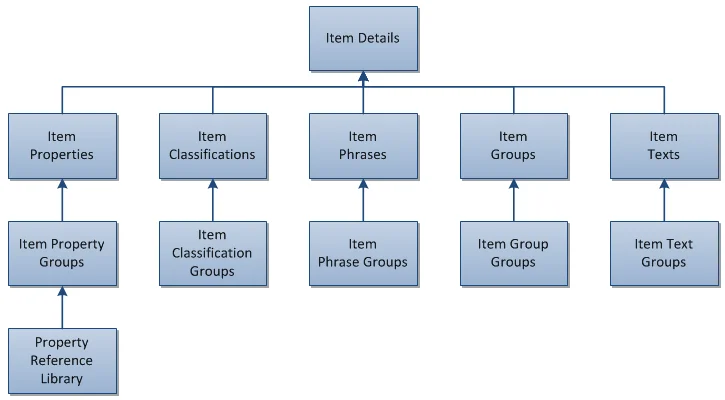 Item Details
Item
Properties
Item
Classifications
Item
Phrases
Item
Groups
Item
Texts
Item Property
Groups
Item
Classification
Groups
Item
Phrase Groups
Item Group
Groups
Item Text
Groups
Property
Reference
Library